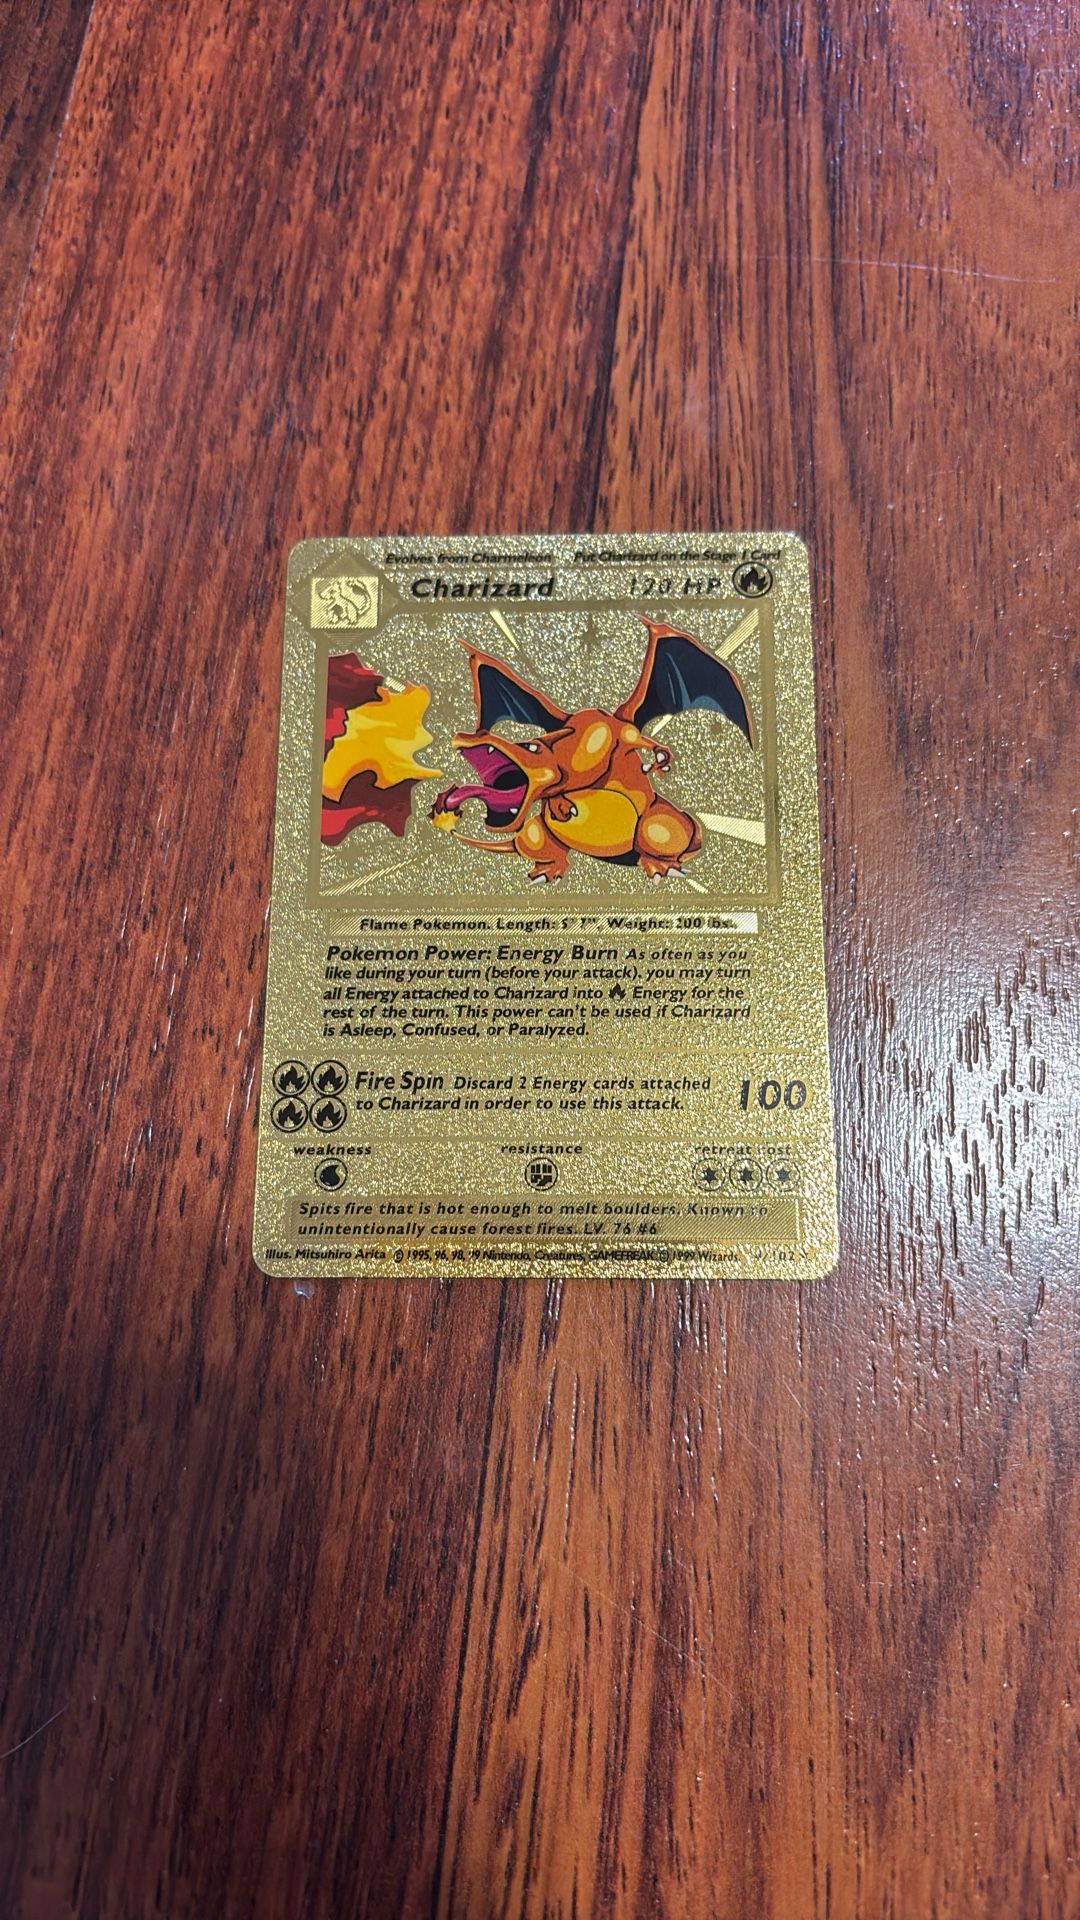 Evolves from Charmeleon Put Charizard on the Stage 1 Card
Charizard 120 HP
Flame Pokemon. Length: 5' 7", Weight: 200 lbs.
Pokemon Power: Energy Burn As often as you
like during your turn (before your attack), you may turn
all Energy attached to Charizard into Energy for the
rest of the turn. This power can't be used if Charizard
is Asleep, Confused, or Paralyzed.
Fire Spin Discard 2 Energy cards attached
to Charizard in order to use this attack.
100
weakness resistance retreat cost
Spits fire that is hot enough to melt boulders. Known to
unintentionally cause forest fires. LV. 76 #6
Illus. Mitsuhiro Arita © 1995, 96, 98, 99 Nintendo, Creatures, GAMEFREAK. © 1999 Wizards. 4/102